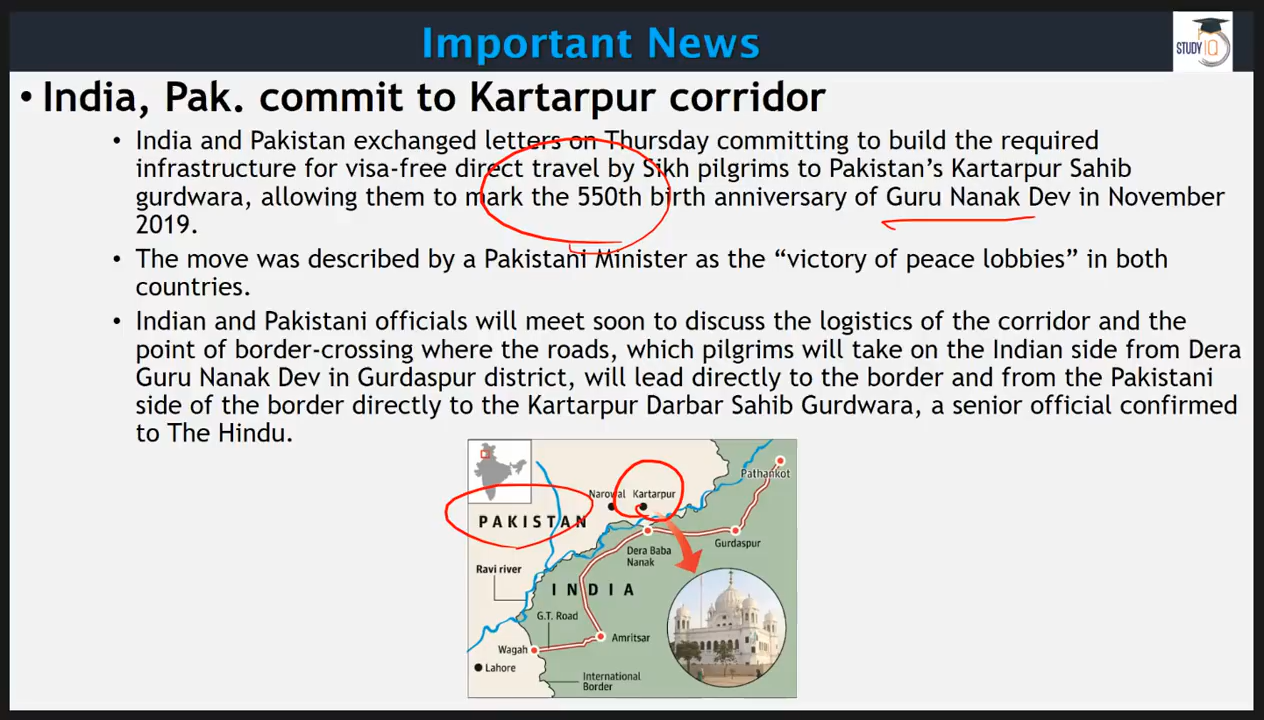 Important News
STUDY IQ
• India, Pak. commit to Kartarpur corridor
• India and Pakistan exchanged letters on Thursday committing to build the required
infrastructure for visa-free direct travel by Sikh pilgrims to Pakistan’s Kartarpur Sahib
gurdwara, allowing them to mark the 550th birth anniversary of Guru Nanak Dev in November
2019.
• The move was described by a Pakistani Minister as the “victory of peace lobbies” in both
countries.
• Indian and Pakistani officials will meet soon to discuss the logistics of the corridor and the
point of border-crossing where the roads, which pilgrims will take on the Indian side from Dera
Guru Nanak Dev in Gurdaspur district, will lead directly to the border and from the Pakistani
side of the border directly to the Kartarpur Darbar Sahib Gurdwara, a senior official confirmed
to The Hindu.
Pathankot
Narowal Kartarpur
PAKISTAN
Dera Baba
Nanak
Gurdaspur
Ravi river
INDIA
G.T. Road
Amritsar
Wagah
Lahore
International
Border